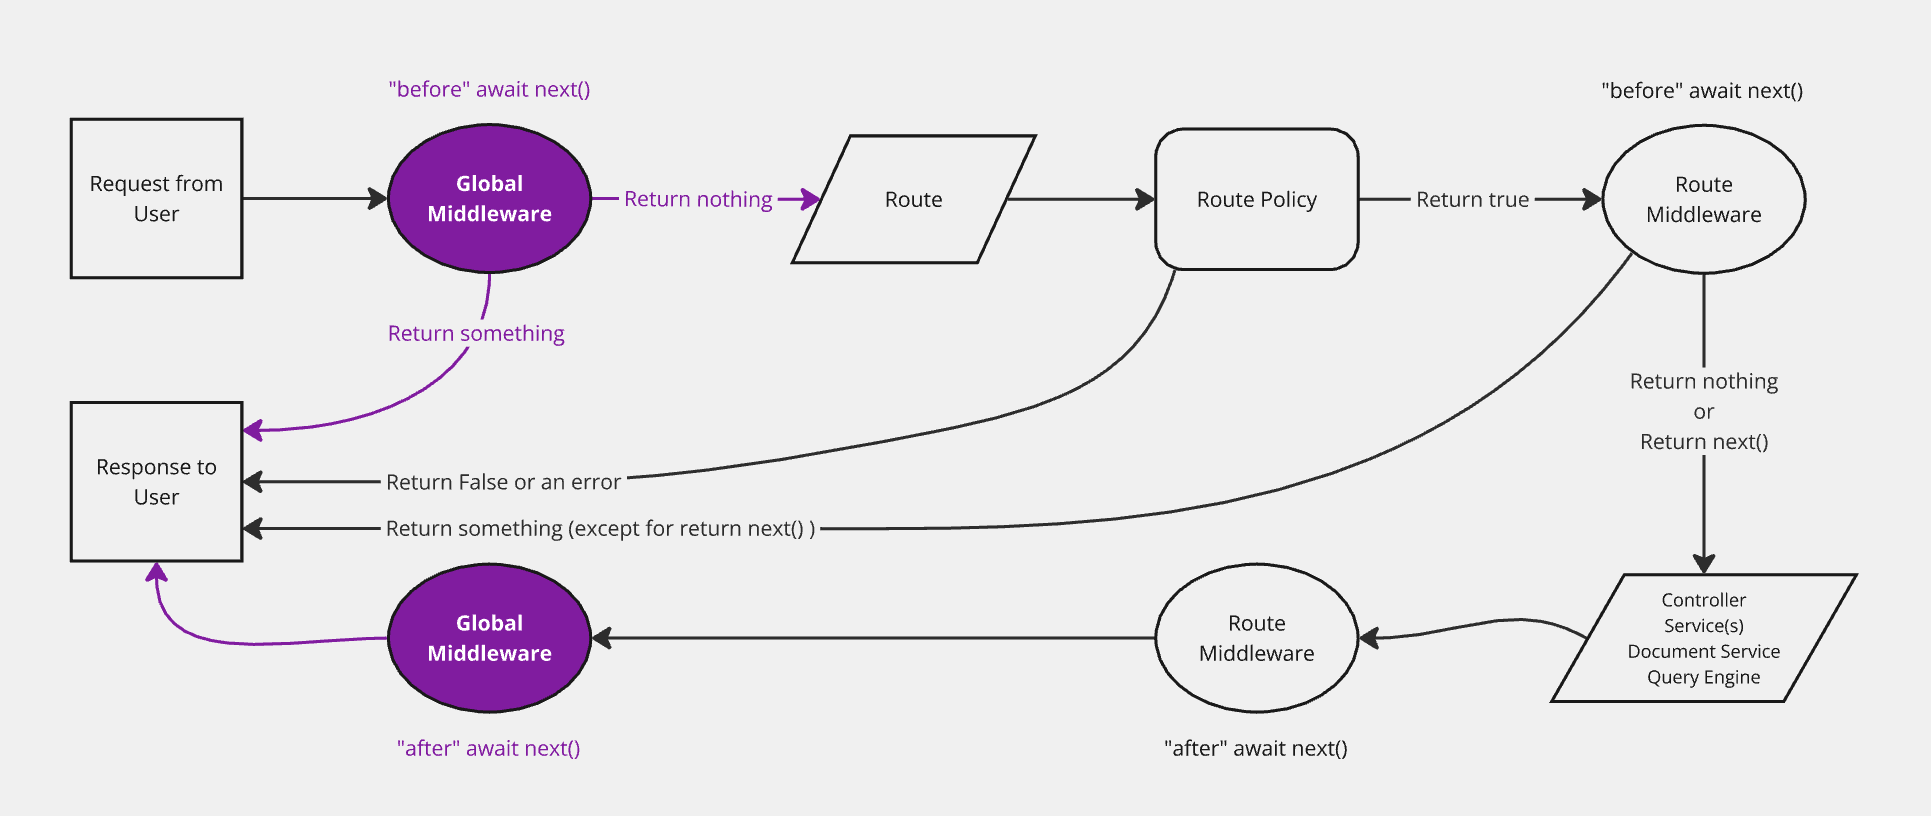 "before" await next()
"before" await next()
Request from
User
Global
Middleware
Return nothing
Route
Route Policy
Return true
Route
Middleware
Return something
Return nothing
or
Return next()
Response to
User
Return False or an error
Return something (except for return next() )
Global
Middleware
Route
Middleware
Controller
Service(s)
Document Service
Query Engine
"after" await next()
"after" await next()